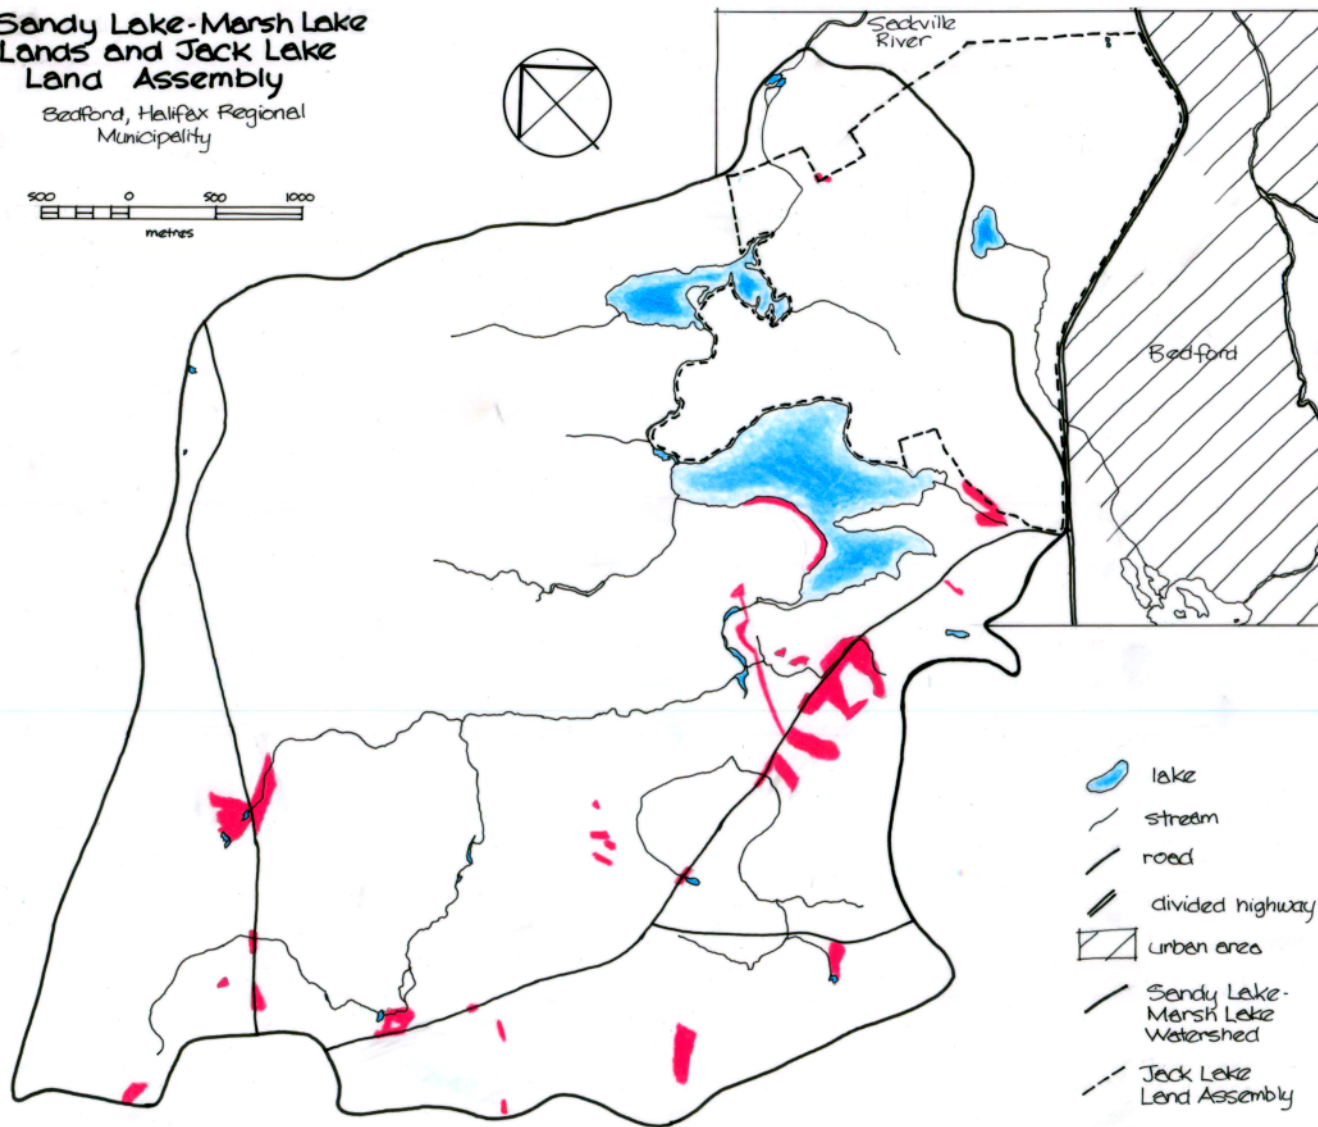 Sandy Lake-Marsh Lake
Lands and Jack Lake
Land Assembly
Bedford, Halifax Regional
Municipality
500 0 500 1000
metres
Sackville
River
Bedford
lake
stream
road
divided highway
urban area
Sandy Lake-
Marsh Lake
Watershed
Jack Lake
Land Assembly